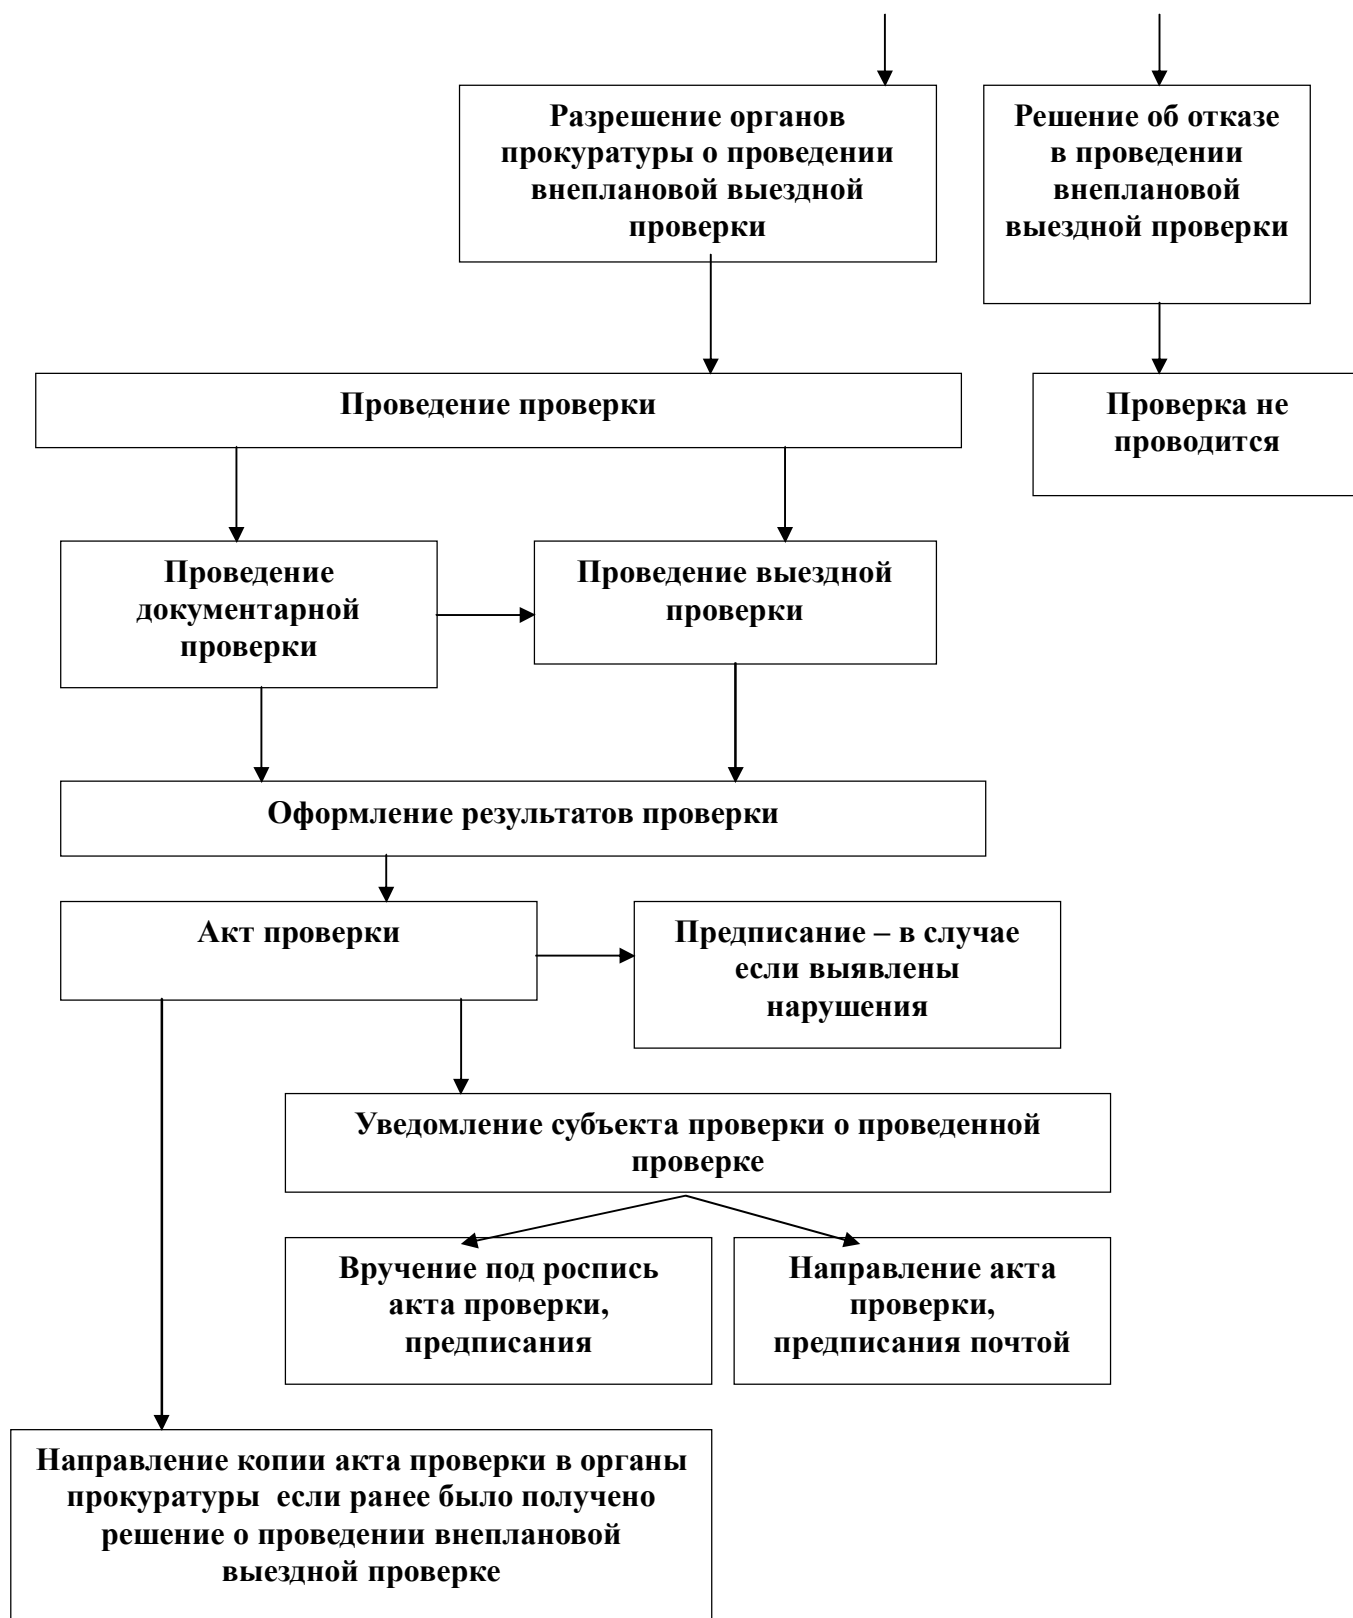 Разрешение органов
прокуратуры о проведении
внеплановой выездной
проверки
Решение об отказе
в проведении
внеплановой
выездной проверки
Проведение проверки
Проверка не
проводится
Проведение
документарной
проверки
Проведение выездной
проверки
Оформление результатов проверки
Акт проверки
Предписание – в случае
если выявлены
нарушения
Уведомление субъекта проверки о проведенной
проверке
Вручение под роспись
акта проверки,
предписания
Направление акта
проверки,
предписания почтой
Направление копии акта проверки в органы
прокуратуры  если ранее было получено
решение о проведении внеплановой
выездной проверке